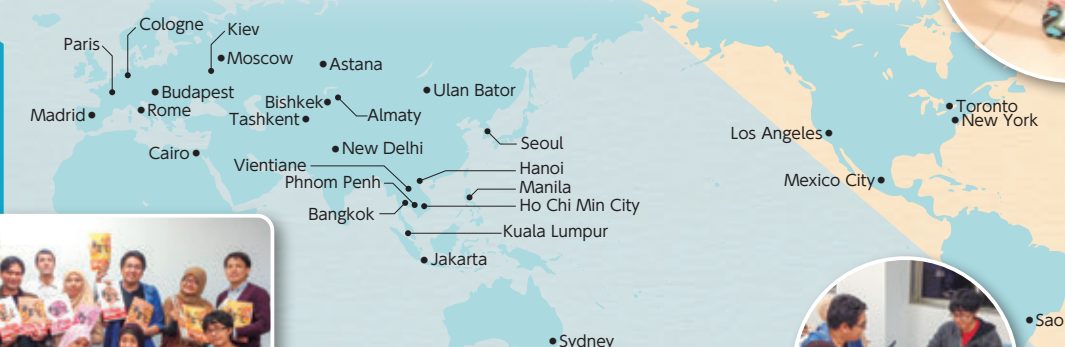 Cologne
Kiev
Paris
Moscow
Astana
Budapest
Bishkek
Ulan Bator
Madrid
Rome
Tashkent
Almaty
Toronto
New York
Los Angeles
Cairo
New Delhi
Seoul
Vientiane
Hanoi
Phnom Penh
Manila
Mexico City
Bangkok
Ho Chi Min City
Kuala Lumpur
Jakarta
Sao
Sydney